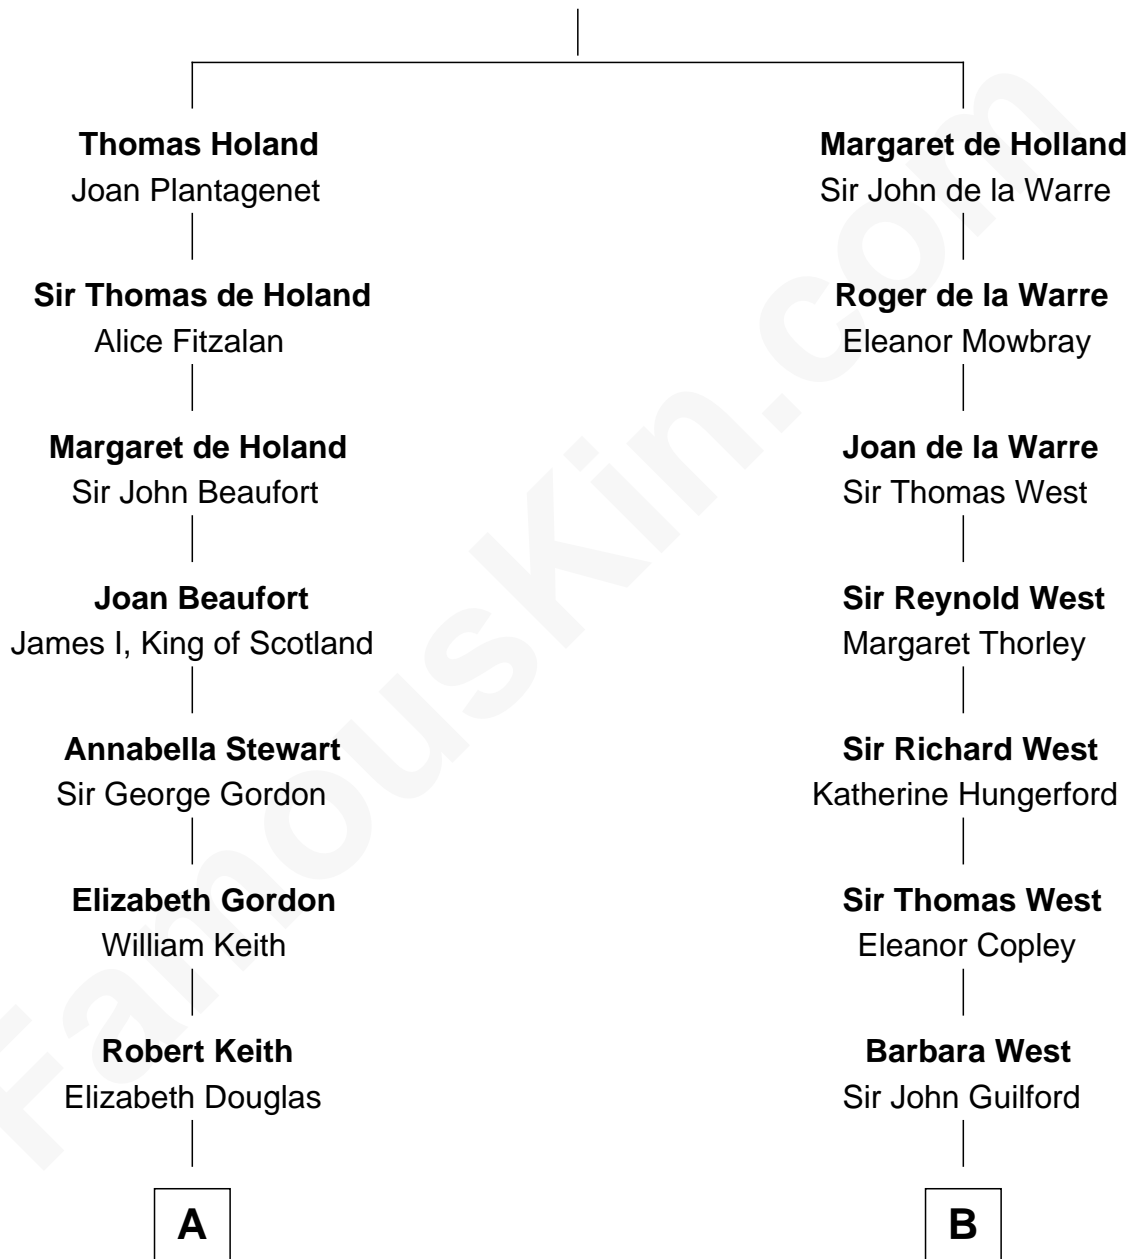 Thomas Holand
Joan Plantagenet
Sir Thomas de Holand
Alice Fitzalan
Margaret de Holand
Sir John Beaufort
Joan Beaufort
James I, King of Scotland
Annabella Stewart
Sir George Gordon
Elizabeth Gordon
William Keith
Robert Keith
Elizabeth Douglas
A
Margaret de Holland
Sir John de la Warre
Roger de la Warre
Eleanor Mowbray
Joan de la Warre
Sir Thomas West
Sir Reynold West
Margaret Thorley
Sir Richard West
Katherine Hungerford
Sir Thomas West
Eleanor Copley
Barbara West
Sir John Guilford
B
FamousKin.com